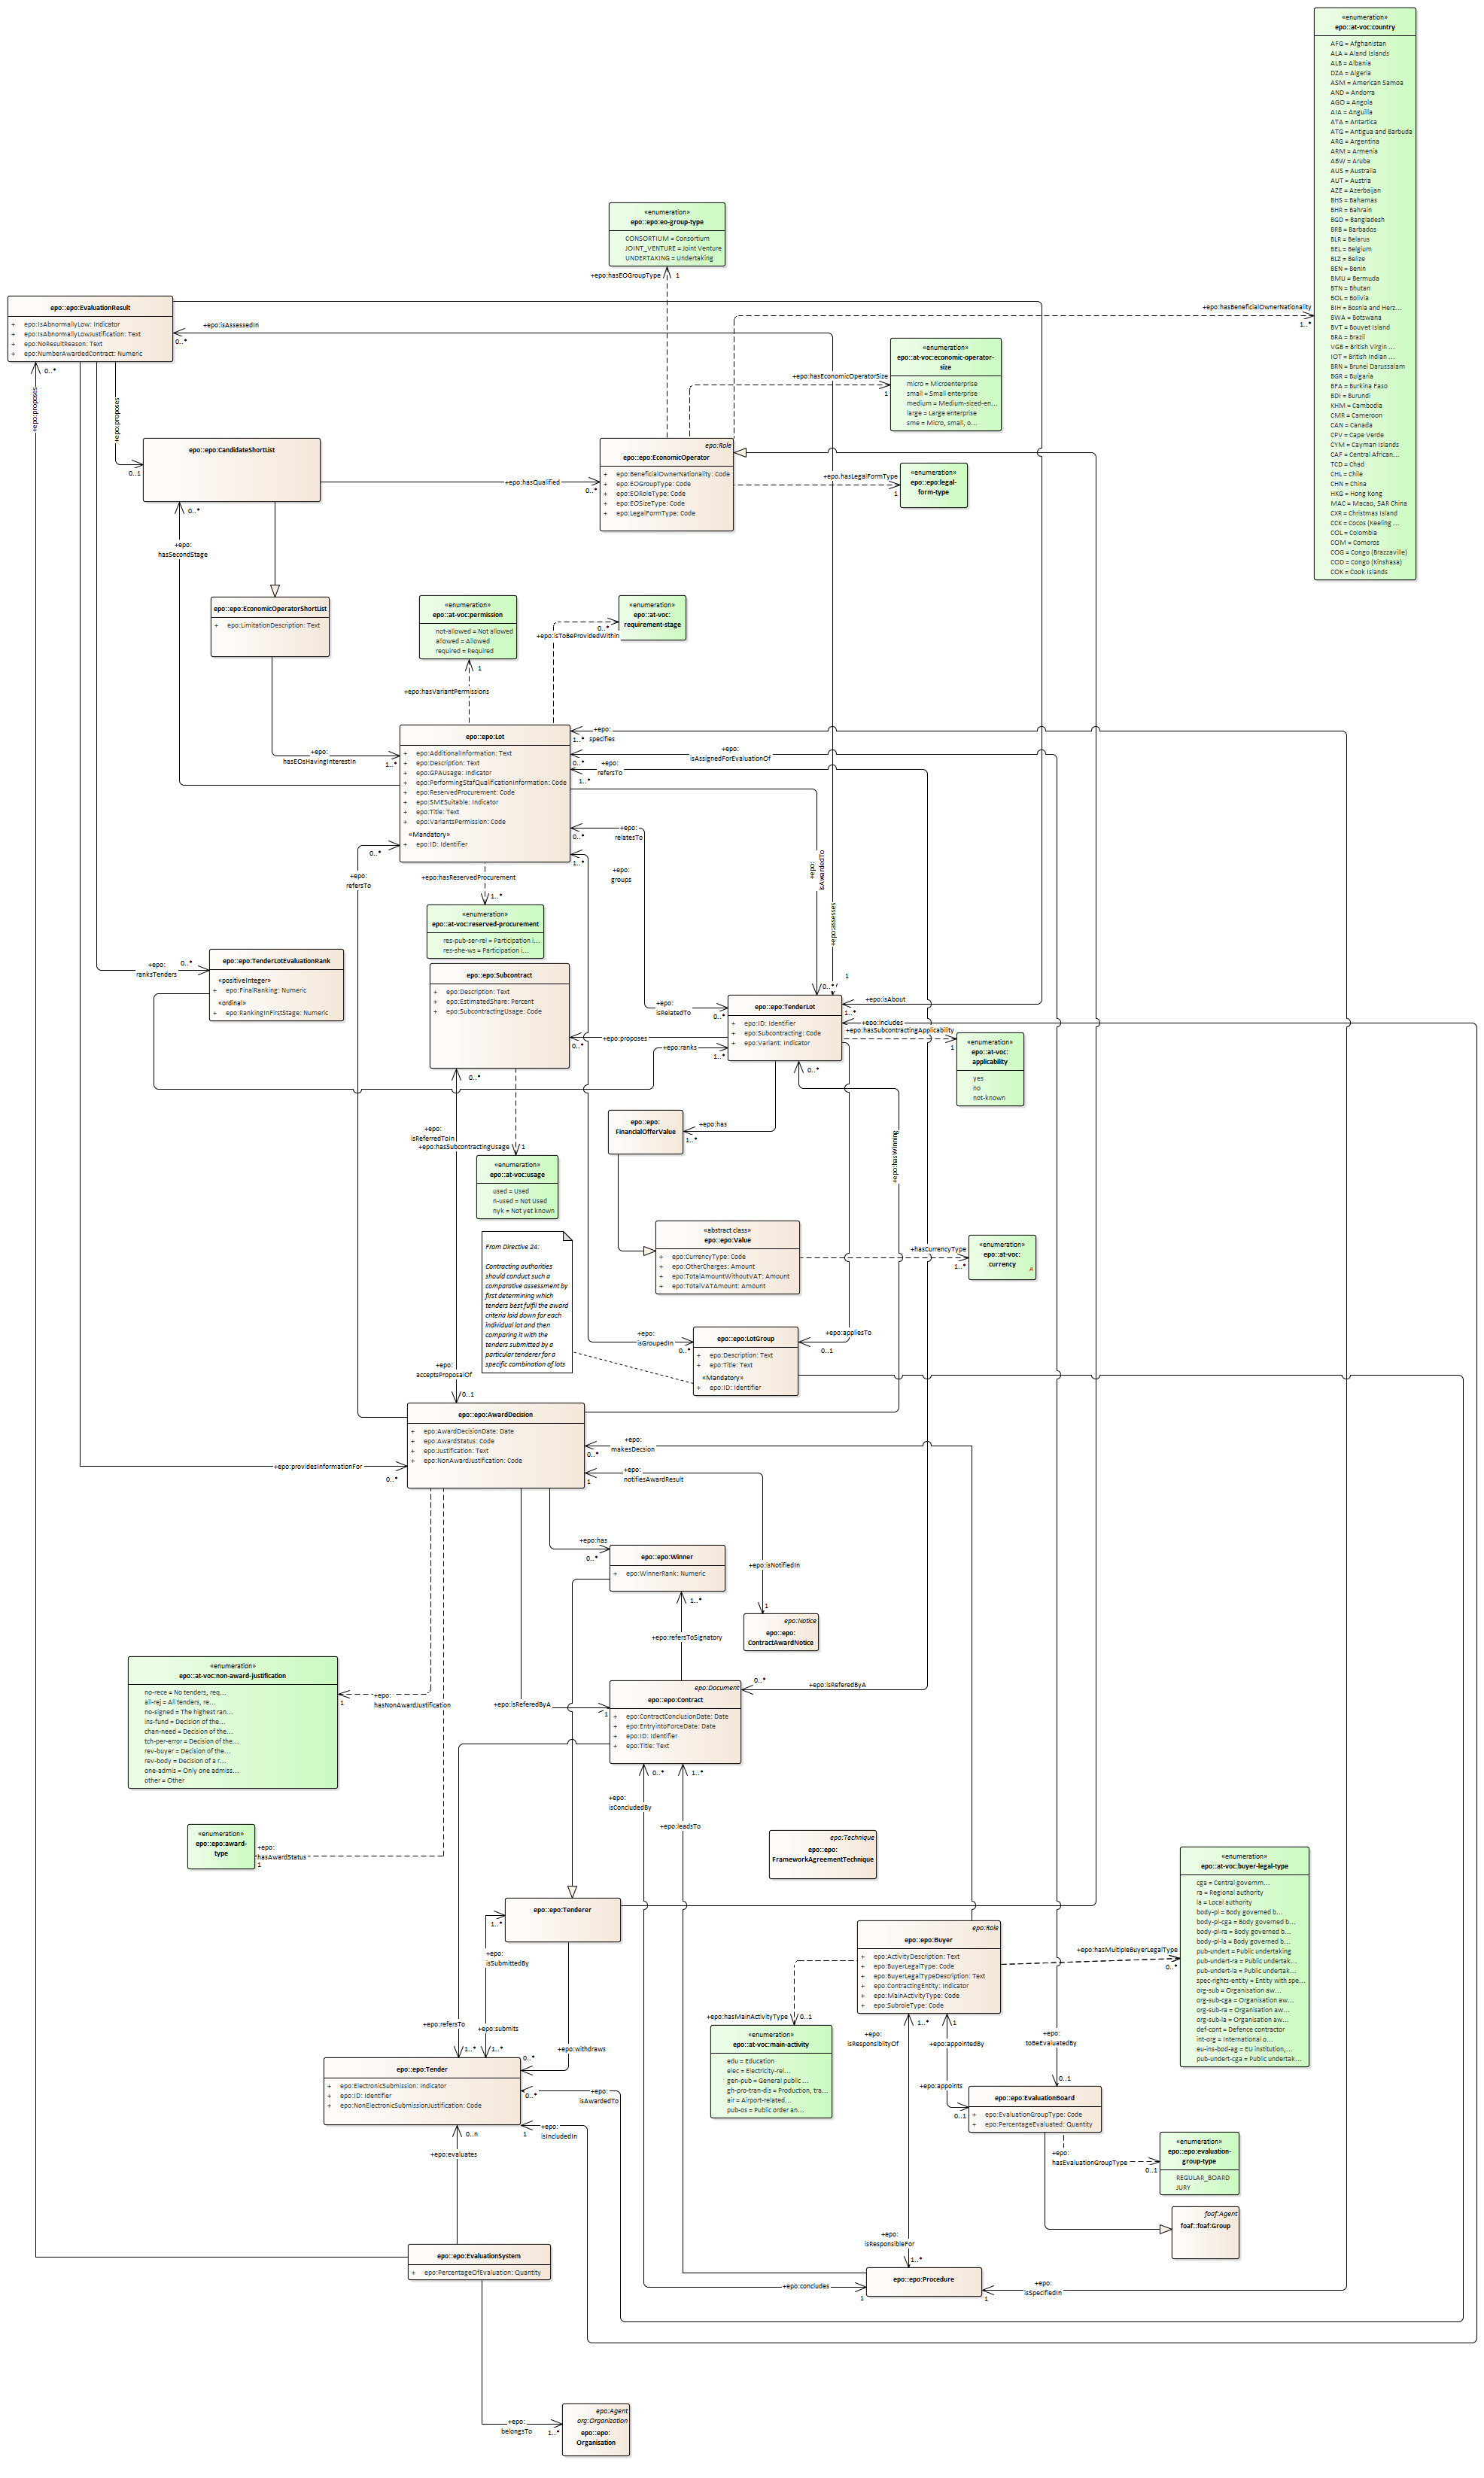 «enumeration»
epo::at-voc:country
AFG = Afghanistan
ALA = Aland Islands
ALB = Albania
DZA = Algeria
ASM = American Samoa
AND = Andorra
AGO = Angola
AIA = Anguilla
ATA = Antartica
ATG = Antigua and Barbuda
ARG = Argentina
ARM = Armenia
ABW = Aruba
AUS = Australia
AUT = Austria
AZE = Azerbaijan
BHS = Bahamas
BHR = Bahrain
BGD = Bangladesh
BRB = Barbados
BLR = Belarus
BEL = Belgium
BLZ = Belize
BEN = Benin
BMU = Bermuda
BTN = Bhutan
BOL = Bolivia
BIH = Bosnia and Herz...
BWA = Botswana
BVT = Bouvet Island
BRA = Brazil
VGB = British Virgin ...
IOT = British Indian ...
BRN = Brunei Darussalam
BGR = Bulgaria
BFA = Burkina Faso
BDI = Burundi
KHM = Cambodia
CMR = Cameroon
CAN = Canada
CPV = Cape Verde
CYM = Cayman Islands
CAF = Central African...
TCD = Chad
CHL = Chile
CHN = China
HKG = Hong Kong
MAC = Macao, SAR China
CXR = Christmas Island
CCK = Cocos (Keeling ...
COL = Colombia
COM = Comoros
COG = Congo (Brazzaville)
COD = Congo (Kinshasa)
COK = Cook Islands
«enumeration»
epo::epo:eo-group-type
CONSORTIUM = Consortium
JOINT_VENTURE = Joint Venture
UNDERTAKING = Undertaking
+epo:hasEOGroupType
1
+epo:hasBeneficialOwnerNationality
1..*
epo::epo:EvaluationResult
+ epo:IsAbnormallyLow: Indicator
+ epo:IsAbnormallyLowJustification: Text
+ epo:NoResultReason: Text
+ epo:NumberAwardedContract: Numeric
+epo:isAssessedIn
0..*
0..*
+epo:proposes
+epo:proposes
0..1
«enumeration»
epo::at-voc:economic-operator-
size
micro = Microenterprise
small = Small enterprise
medium = Medium-sized-en...
large = Large enterprise
sme = Micro, small, o...
+epo:hasEconomicOperatorSize
1
epo::epo:CandidateShortList
+epo:hasQualified
0..*
epo:Role
epo::epo:EconomicOperator
+ epo:BeneficialOwnerNationality: Code
+ epo:EOGroupType: Code
+ epo:EORoleType: Code
+ epo:EOSizeType: Code
+ epo:LegalFormType: Code
+epo:hasLegalFormType
1
«enumeration»
epo::epo:legal-
form-type
0..*
+epo:
hasSecondStage
epo::epo:EconomicOperatorShortList
+ epo:LimitationDescription: Text
«enumeration»
epo::at-voc:permission
not-allowed = Not allowed
allowed = Allowed
required = Required
1
+epo:hasVariantPermissions
«enumeration»
epo::at-voc:
requirement-stage
0..*
+epo:isToBeProvidedWithin
epo::epo:Lot
+ epo:AdditionalInformation: Text
+ epo:Description: Text
+ epo:GPAUsage: Indicator
+ epo:PerformingStafQualificationInformation: Code
+ epo:ReservedProcurement: Code
+ epo:SMESuitable: Indicator
+ epo:Title: Text
+ epo:VariantsPermission: Code
«Mandatory»
+ epo:ID: Identifier
+epo:
hasEOsHavingInterestIn
1..*
+epo:
specifies
1..*
+epo:
isAssignedForEvaluationOf
0..*
+epo:
refersTo
1..*
+epo:
relatesTo
0..*
1..*
+epo:
groups
0..*
+epo:
refersTo
+epo:hasReservedProcurement
1..*
«enumeration»
epo::at-voc:reserved-procurement
res-pub-ser-rel = Participation i...
res-she-ws = Participation i...
+epo:
isAwardedTo
+epo:assesses
0..*
1
epo::epo:TenderLotEvaluationRank
«positiveInteger»
+ epo:FinalRanking: Numeric
«ordinal»
+ epo:RankingInFirstStage: Numeric
+epo:
ranksTenders
0..*
epo::epo:Subcontract
+ epo:Description: Text
+ epo:EstimatedShare: Percent
+ epo:SubcontractingUsage: Code
+epo:
isRelatedTo
0..*
+epo:proposes
0..*
+epo:ranks
1..*
epo::epo:TenderLot
+ epo:ID: Identifier
+ epo:Subcontracting: Code
+ epo:Variant: Indicator
+epo:isAbout
1..*
+epo:includes
+epo:hasSubcontractingApplicability
1
«enumeration»
epo::at-voc:
applicability
yes
no
not-known
0..*
0..*
+epo:
isReferredToIn
+epo:hasSubcontractingUsage
1
«enumeration»
epo::at-voc:usage
used = Used
n-used = Not Used
nyk = Not yet known
epo::epo:
FinancialOfferValue
+epo:has
1..*
+epo:hasWinning
«abstract class»
epo::epo:Value
+ epo:CurrencyType: Code
+ epo:OtherCharges: Amount
+ epo:TotalAmountWithoutVAT: Amount
+ epo:TotalVATAmount: Amount
+hasCurrencyType
1..*
«enumeration»
epo::at-voc:
currency
From Directive 24:
Contracting authorities
should conduct such a
comparative assessment by
first determining which
tenders best fulfil the award
criteria laid down for each
individual lot and then
comparing it with the
tenders submitted by a
particular tenderer for a
specific combination of lots
+epo:
isGroupedIn
0..*
epo::epo:LotGroup
+ epo:Description: Text
+ epo:Title: Text
«Mandatory»
+ epo:ID: Identifier
+epo:appliesTo
0..1
+epo:
acceptsProposalOf
0..1
epo::epo:AwardDecision
+ epo:AwardDecisionDate: Date
+ epo:AwardStatus: Code
+ epo:Justification: Text
+ epo:NonAwardJustification: Code
+epo:providesInformationFor
0..*
+epo:
makesDecsion
0..*
+epo:
notifiesAwardResult
1
+epo:has
0..*
epo::epo:Winner
+ epo:WinnerRank: Numeric
+epo:isNotifiedIn
1
epo:Notice
epo::epo:
ContractAwardNotice
1..*
+epo:refersToSignatory
«enumeration»
epo::at-voc:non-award-justification
no-rece = No tenders, req...
all-rej = All tenders, re...
no-signed = The highest ran...
ins-fund = Decision of the...
chan-need = Decision of the...
tch-per-error = Decision of the...
rev-buyer = Decision of the...
rev-body = Decision of a r...
one-admis = Only one admiss...
other = Other
+epo:
hasNonAwardJustification
1
+epo:isReferedByA
1
epo:Document
epo::epo:Contract
+ epo:ContractConclusionDate: Date
+ epo:EntryintoForceDate: Date
+ epo:ID: Identifier
+ epo:Title: Text
0..*
+epo:isReferedByA
0..*
1..*
+epo:
isConcludedBy
+epo:leadsTo
«enumeration»
epo::epo:award-
type
+epo:
hasAwardStatus
1
epo:Technique
epo::epo:
FrameworkAgreementTechnique
«enumeration»
epo::at-voc:buyer-legal-type
cga = Central governm...
ra = Regional authority
la = Local authority
body-pl = Body governed b...
body-pl-cga = Body governed b...
body-pl-ra = Body governed b...
body-pl-la = Body governed b...
pub-undert = Public undertaking
pub-undert-ra = Public undertak...
pub-undert-la = Public undertak...
spec-rights-entity = Entity with spe...
org-sub = Organisation aw...
org-sub-cga = Organisation aw...
org-sub-ra = Organisation aw...
org-sub-la = Organisation aw...
def-cont = Defence contractor
int-org = International o...
eu-ins-bod-ag = EU institution,...
pub-undert-cga = Public undertak...
epo::epo:Tenderer
1..*
+epo:
isSubmittedBy
epo:Role
epo::epo:Buyer
+ epo:ActivityDescription: Text
+ epo:BuyerLegalType: Code
+ epo:BuyerLegalTypeDescription: Text
+ epo:ContractingEntity: Indicator
+ epo:MainActivityType: Code
+ epo:SubroleType: Code
+epo:hasMultipleBuyerLegalType
0..*
+epo:hasMainActivityType
0..1
«enumeration»
epo::at-voc:main-activity
edu = Education
elec = Electricity-rel...
gen-pub = General public ...
gh-pro-tran-dis = Production, tra...
air = Airport-related...
pub-os = Public order an...
1..*
+epo:
isResponsiblityOf
1
+epo:appointedBy
+epo:
toBeEvaluatedBy
0..1
+epo:appoints
0..1
+epo:refersTo
1..*
+epo:submits
1..*
+epo:withdraws
0..*
epo::epo:Tender
+ epo:ElectronicSubmission: Indicator
+ epo:ID: Identifier
+ epo:NonElectronicSubmissionJustification: Code
+epo:
isAwardedTo
0..*
+epo:
isIncludedIn
1
0..n
+epo:evaluates
epo::epo:EvaluationBoard
+ epo:EvaluationGroupType: Code
+ epo:PercentageEvaluated: Quantity
+epo:
hasEvaluationGroupType
0..1
«enumeration»
epo::epo:evaluation-
group-type
REGULAR_BOARD
JURY
foaf:Agent
foaf::foaf:Group
epo::epo:EvaluationSystem
+ epo:PercentageOfEvaluation: Quantity
+epo:
isResponsibleFor
1..*
epo::epo:Procedure
+epo:concludes
1
+epo:
isSpecifiedIn
1
+epo:
belongsTo
1..*
epo:Agent
org:Organization
epo::epo:
Organisation